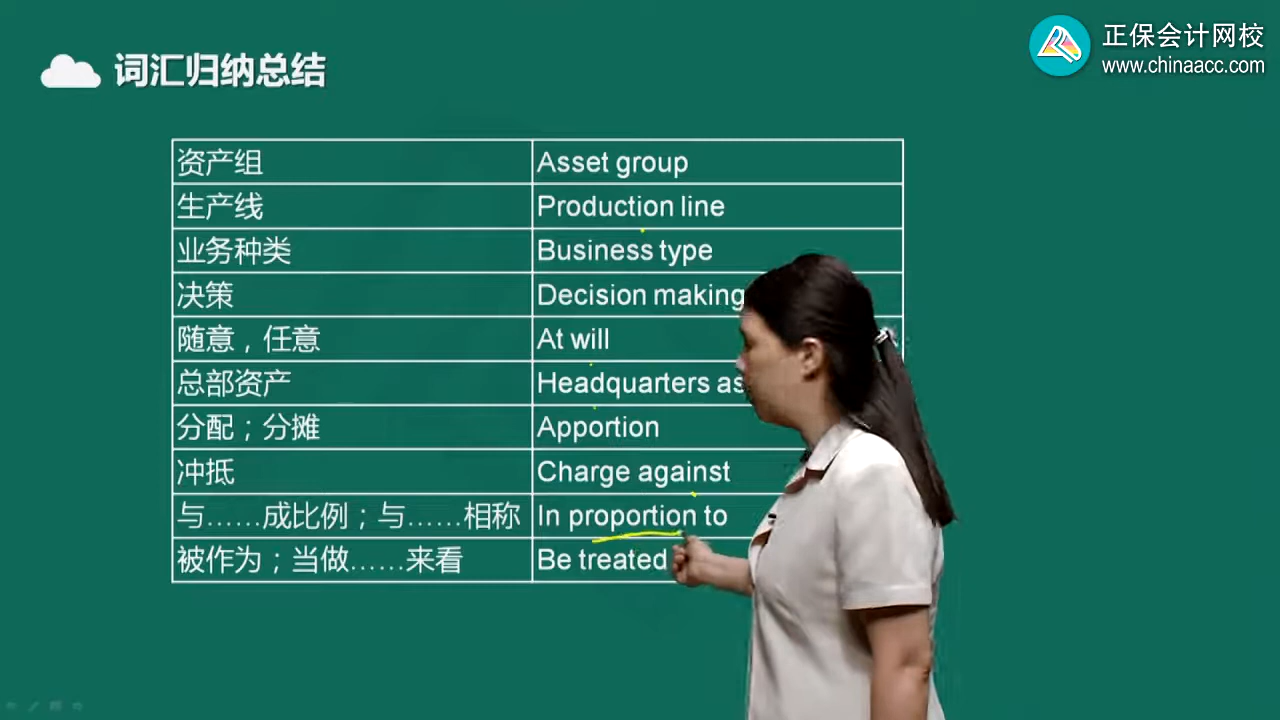 词汇归纳总结
正保会计网校
www.chinaacc.com
资产组 Asset group
生产线 Production line
业务种类 Business type
决策 Decision making
随意，任意 At will
总部资产 Headquarters as
分配；分摊 Apportion
冲抵 Charge against
与……成比例；与……相称 In proportion to
被作为；当做……来看 Be treated